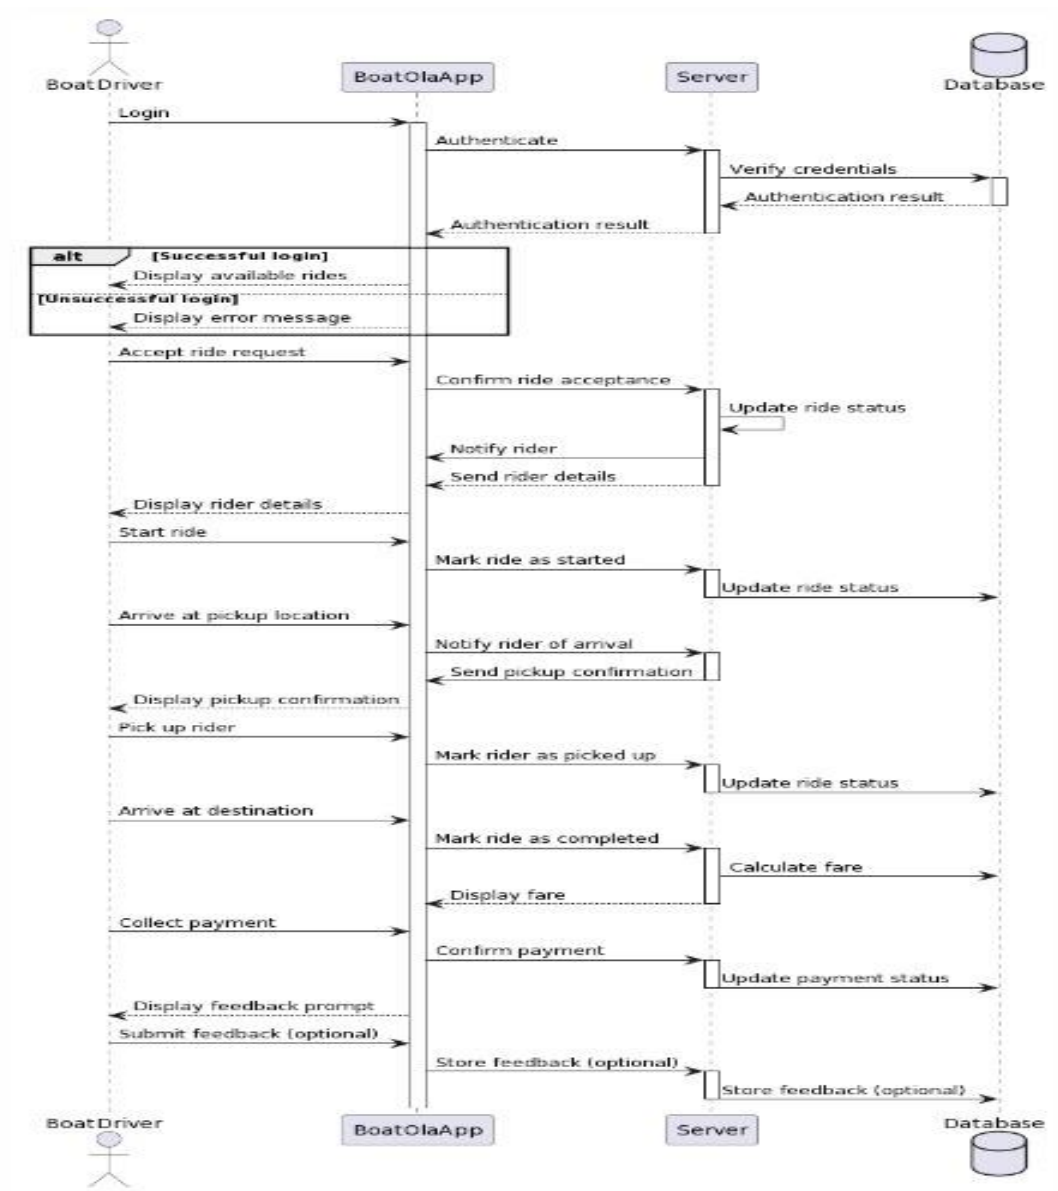 BoatDriver
BoatOlaApp
Server
Database
Login
Authenticate
Verify credentials
Authentication result
Authentication result
alt [Successful login]
Display available rides
[Unsuccessful login]
Display error message
Accept ride request
Confirm ride acceptance
Update ride status
Notify rider
Send rider details
Display rider details
Start ride
Mark ride as started
Update ride status
Arrive at pickup location
Notify rider of arrival
Send pickup confirmation
Display pickup confirmation
Pick up rider
Mark rider as picked up
Update ride status
Arrive at destination
Mark ride as completed
Calculate fare
Display fare
Collect payment
Confirm payment
Update payment status
Display feedback prompt
Submit feedback (optional)
Store feedback (optional)
Store feedback (optional)
BoatDriver
BoatOlaApp
Server
Database